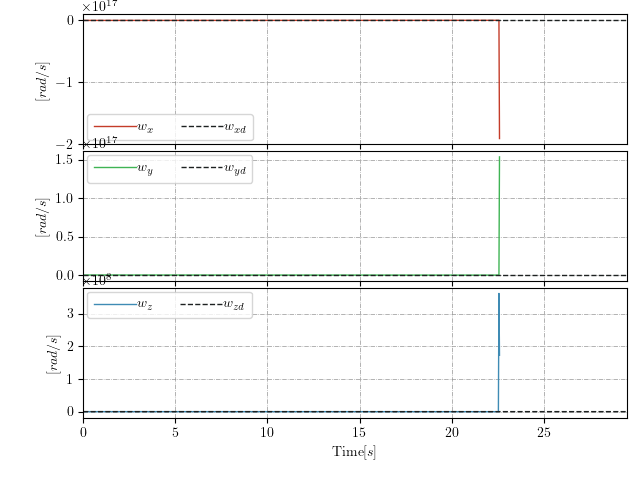 ×10^17
0
−1
−2
[rad/s]
w_x w_xd
×10^17
1.5
1.0
0.5
0.0
[rad/s]
w_y w_yd
×10^8
3
2
1
0
[rad/s]
w_z w_zd
0 5 10 15 20 25
Time[s]